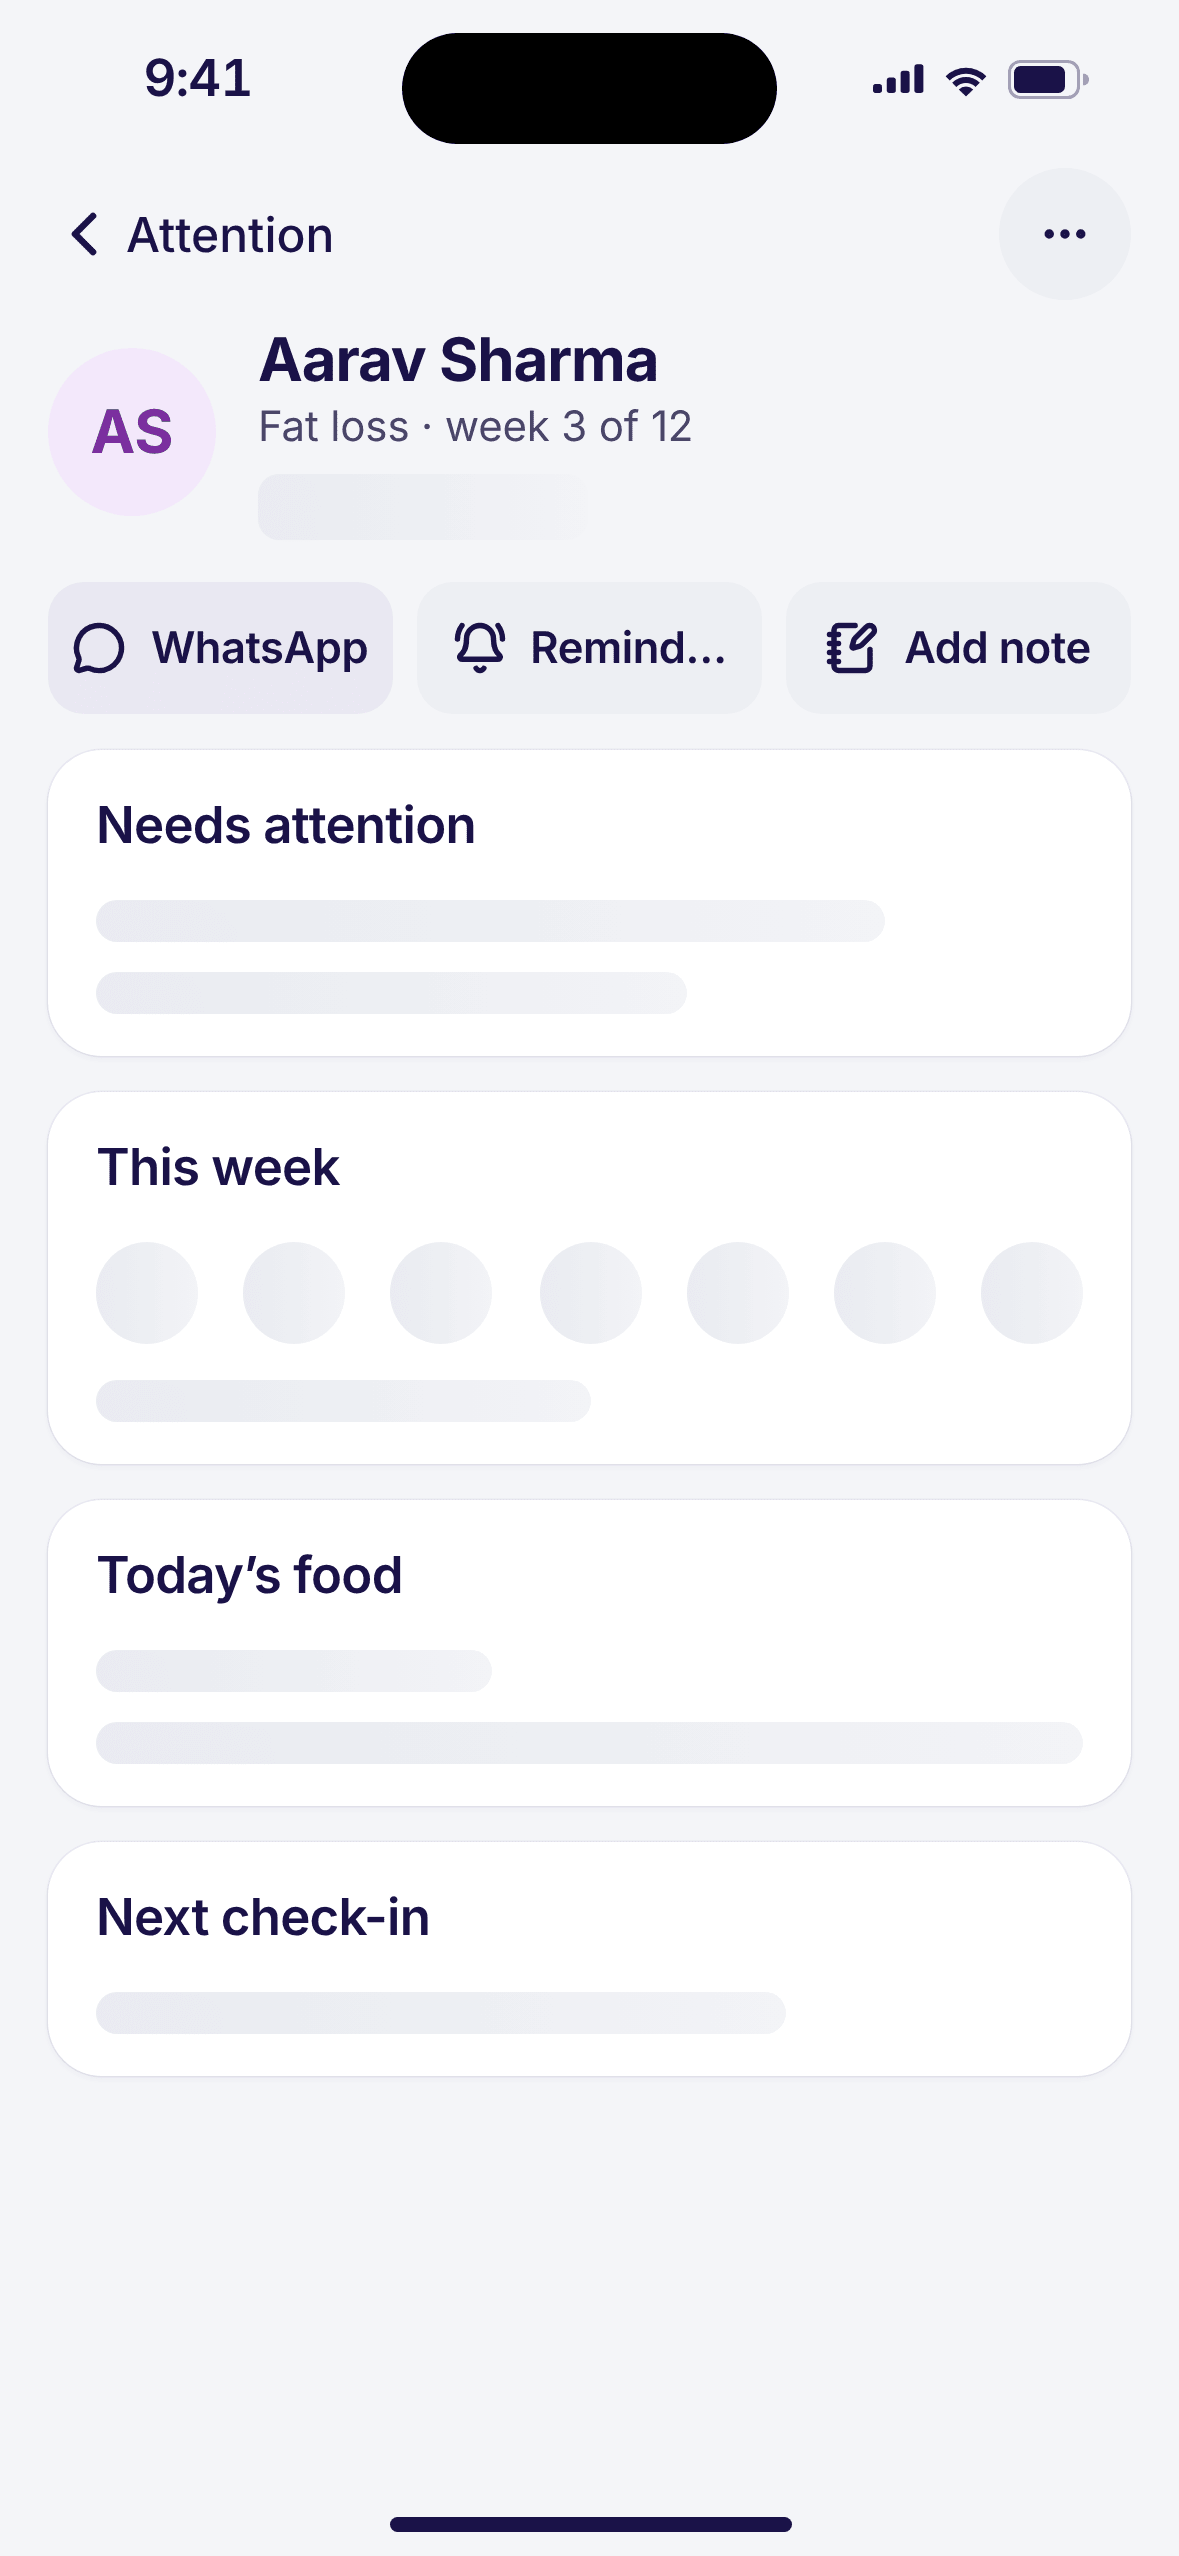 9:41
Attention
Aarav Sharma
AS
Fat loss · week 3 of 12
WhatsApp
Remind...
Add note
Needs attention
This week
Today’s food
Next check-in